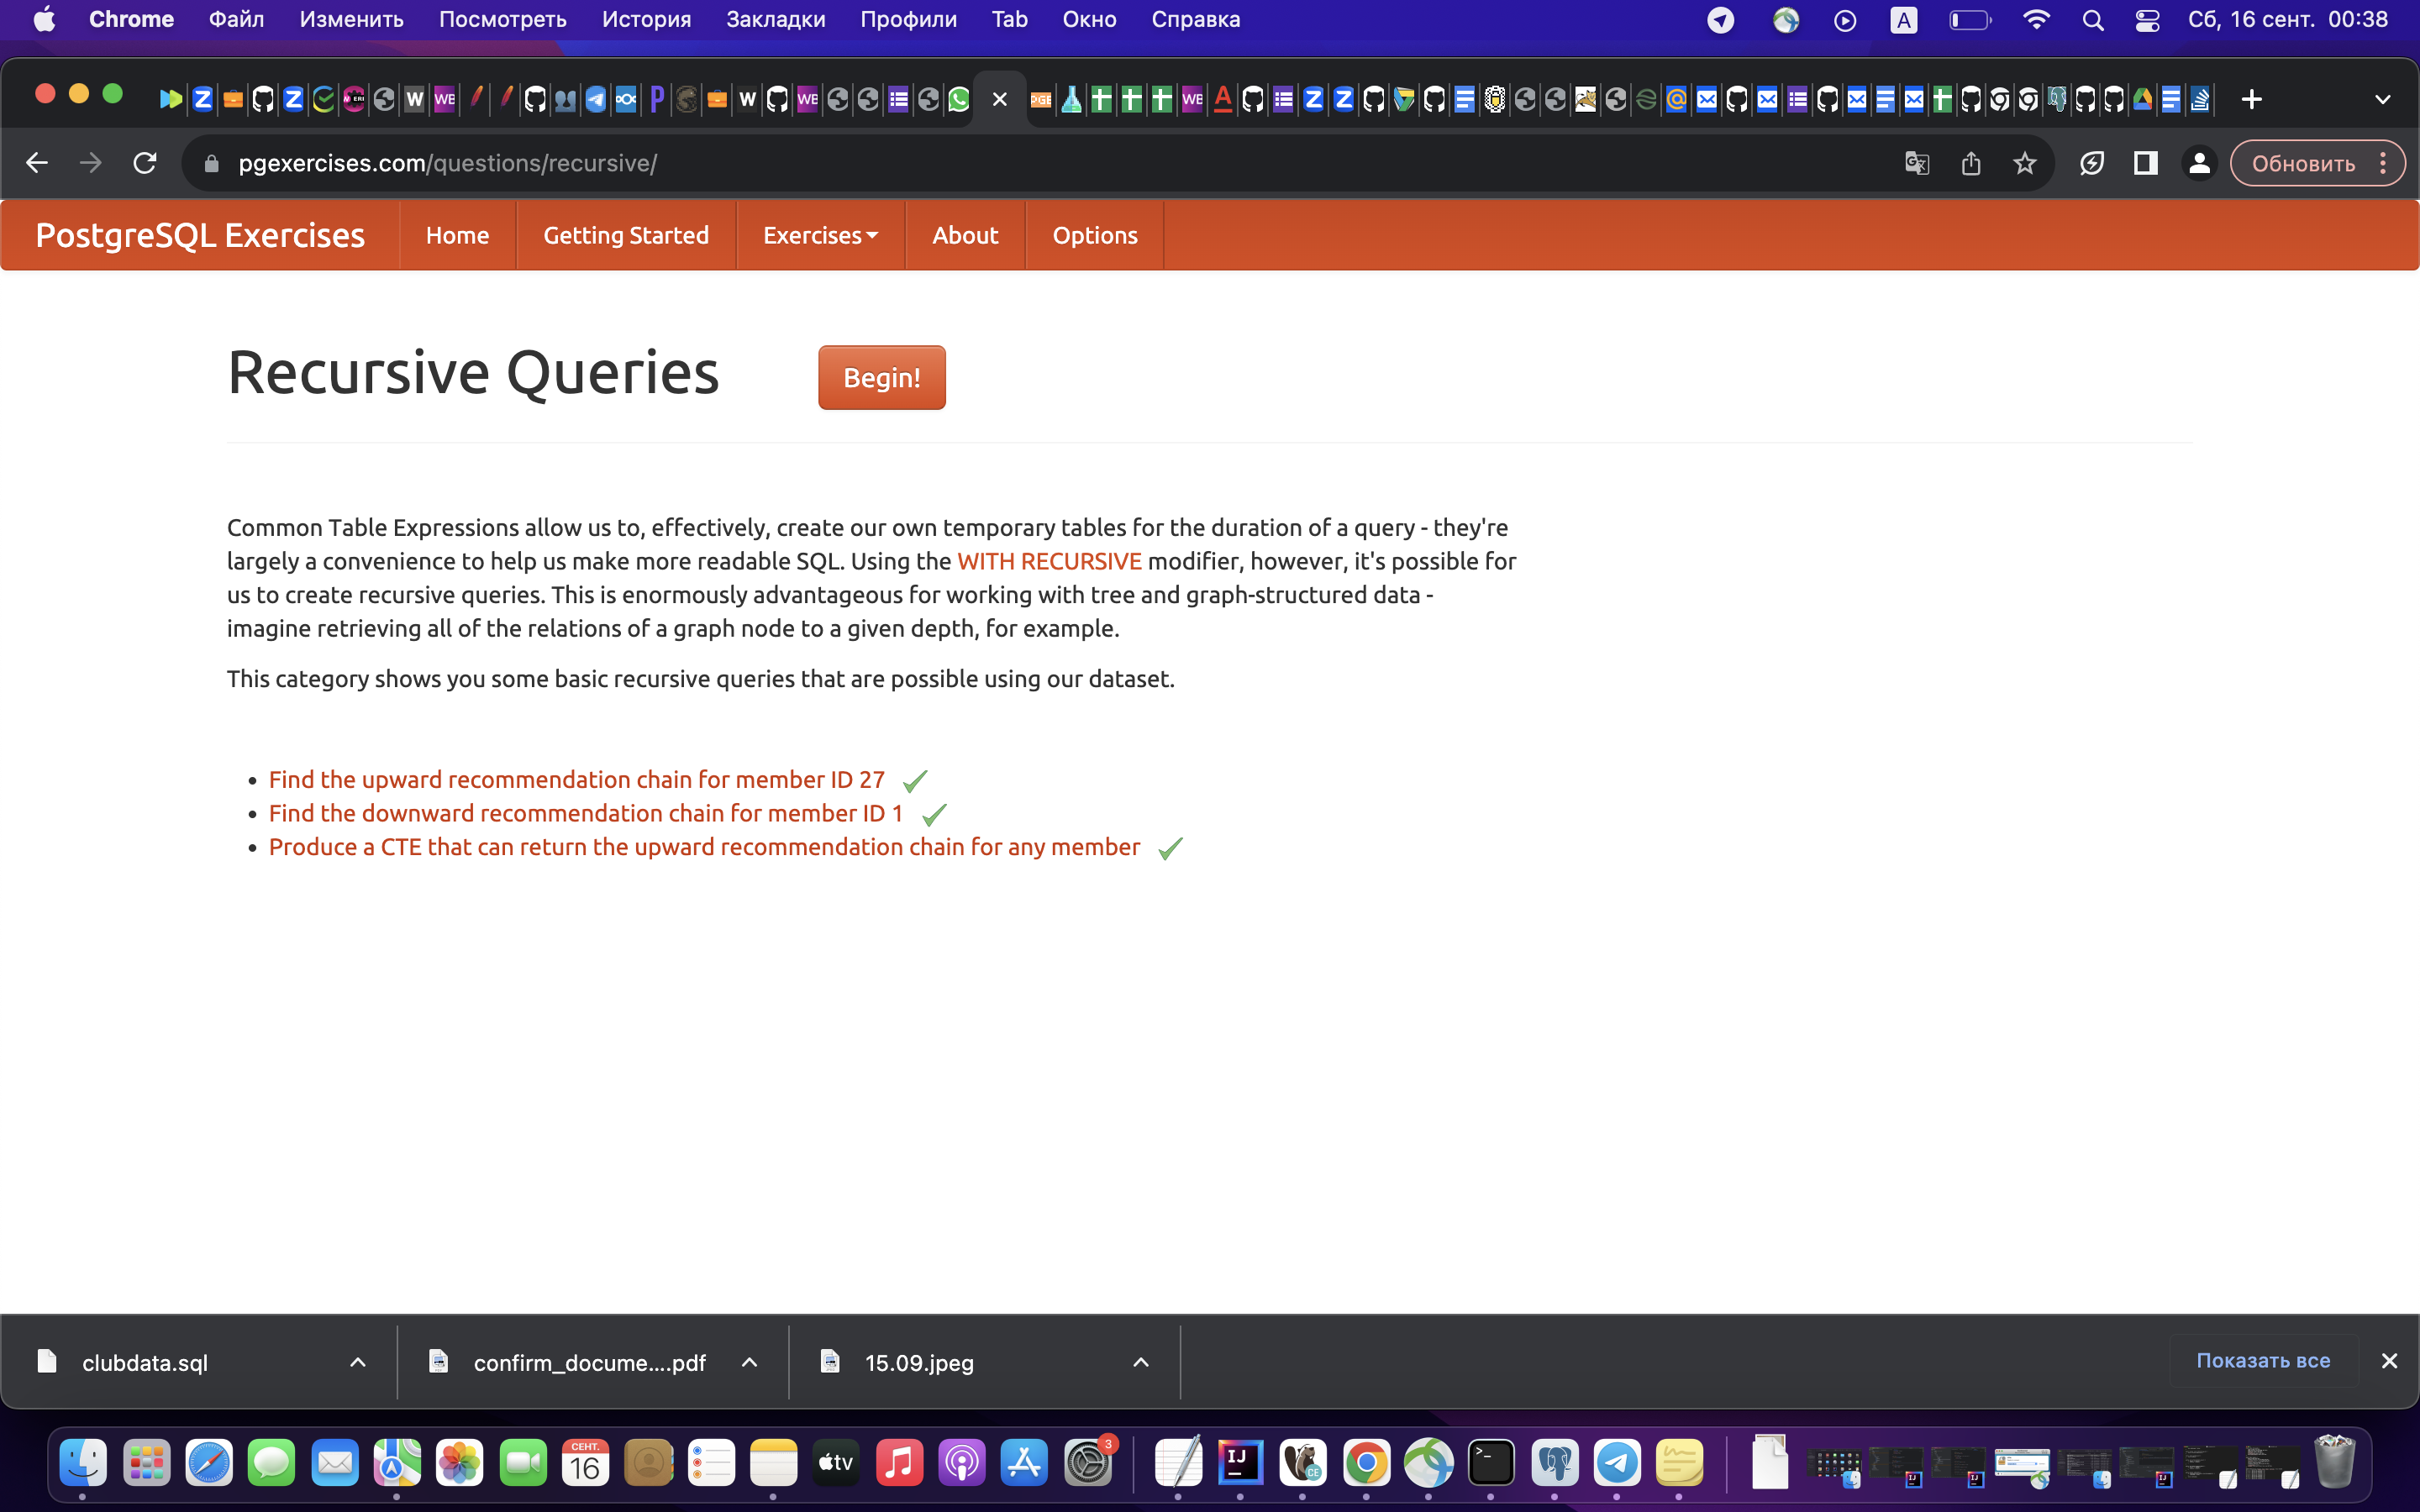 Chrome Файл Изменить Посмотреть История Закладки Профили Tab Окно Справка A Сб, 16 сент. 00:38
pgexercises.com/questions/recursive/ Обновить
PostgreSQL Exercises Home Getting Started Exercises About Options
Recursive Queries Begin!
Common Table Expressions allow us to, effectively, create our own temporary tables for the duration of a query - they're
largely a convenience to help us make more readable SQL. Using the WITH RECURSIVE modifier, however, it's possible for
us to create recursive queries. This is enormously advantageous for working with tree and graph-structured data -
imagine retrieving all of the relations of a graph node to a given depth, for example.
This category shows you some basic recursive queries that are possible using our dataset.
Find the upward recommendation chain for member ID 27
Find the downward recommendation chain for member ID 1
Produce a CTE that can return the upward recommendation chain for any member
clubdata.sql confirm_docume....pdf 15.09.jpeg Показать все
СЕНТ.
16
tv
3
IJ
CE